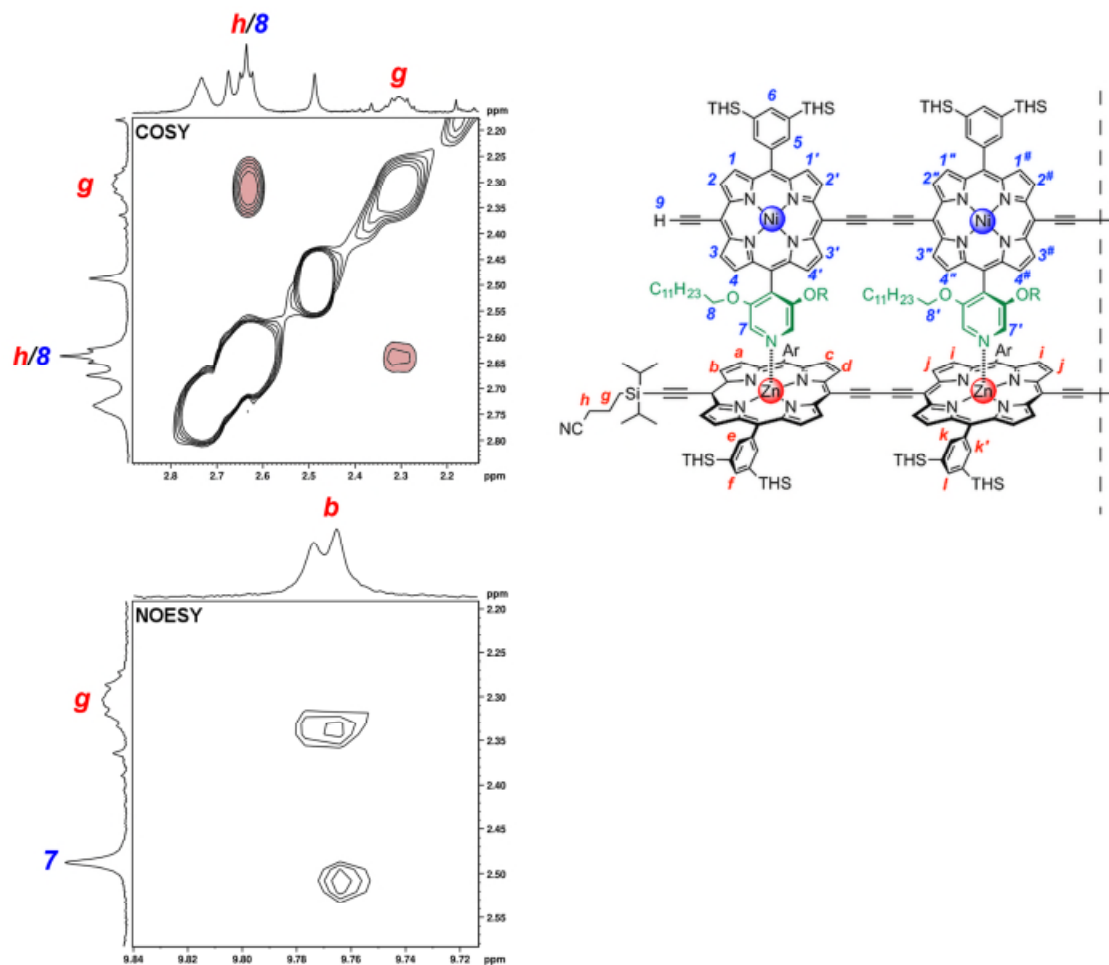 h/8
g
ppm
COSY
2.20
2.25
g
2.30
2.35
2.40
2.45
2.50
2.55
2.60
h/8
2.65
2.70
2.75
2.80
2.8 2.7 2.6 2.5 2.4 2.3 2.2 ppm
b
ppm
NOESY
2.20
2.25
g
2.30
2.35
2.40
2.45
7
2.50
2.55
9.84 9.82 9.80 9.78 9.76 9.74 9.72 ppm
THS 6 THS THS THS
5
1 1' 1" 1#
2 2' 2" 2#
9
H N N Ni N N N N Ni N N
3 3' 3" 3#
4 4' 4" 4#
C11H23 O OR C11H23 O OR
8 8'
7 7'
N Ar N Ar
b a c d j i i j
h g Si N N Zn N N N N Zn N N
NC
e k k'
THS THS
f THS l THS